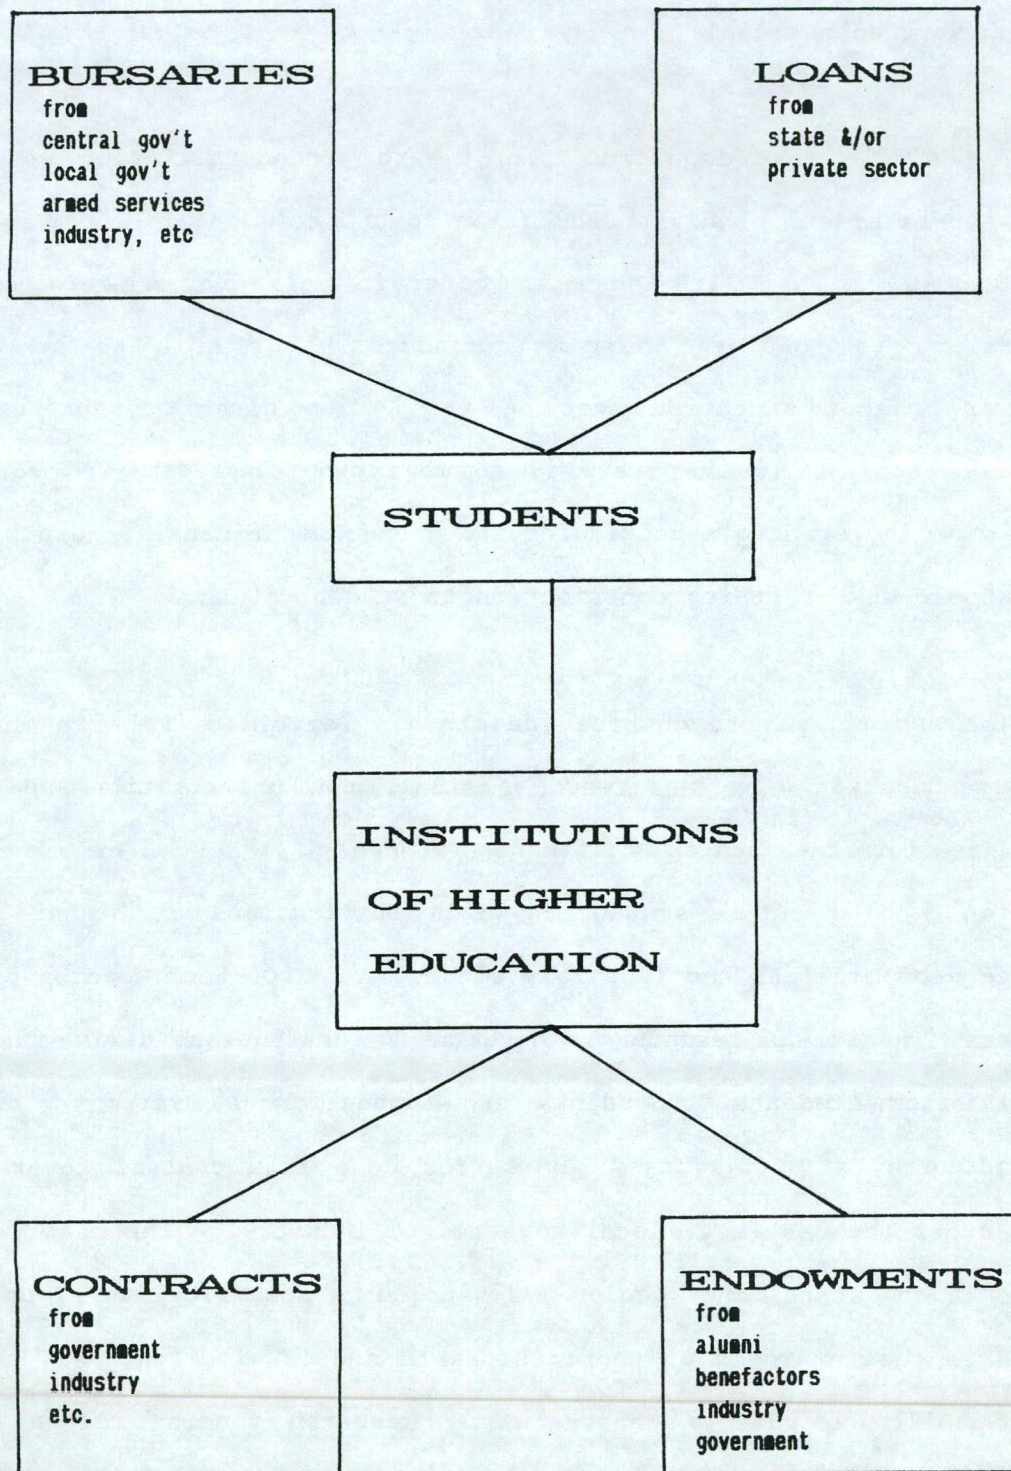 BURSARIES
from
central gov't
local gov't
armed services
industry, etc
LOANS
from
state &/or
private sector
STUDENTS
INSTITUTIONS
OF HIGHER
EDUCATION
CONTRACTS
from
government
industry
etc.
ENDOWMENTS
from
alumni
benefactors
industry
government